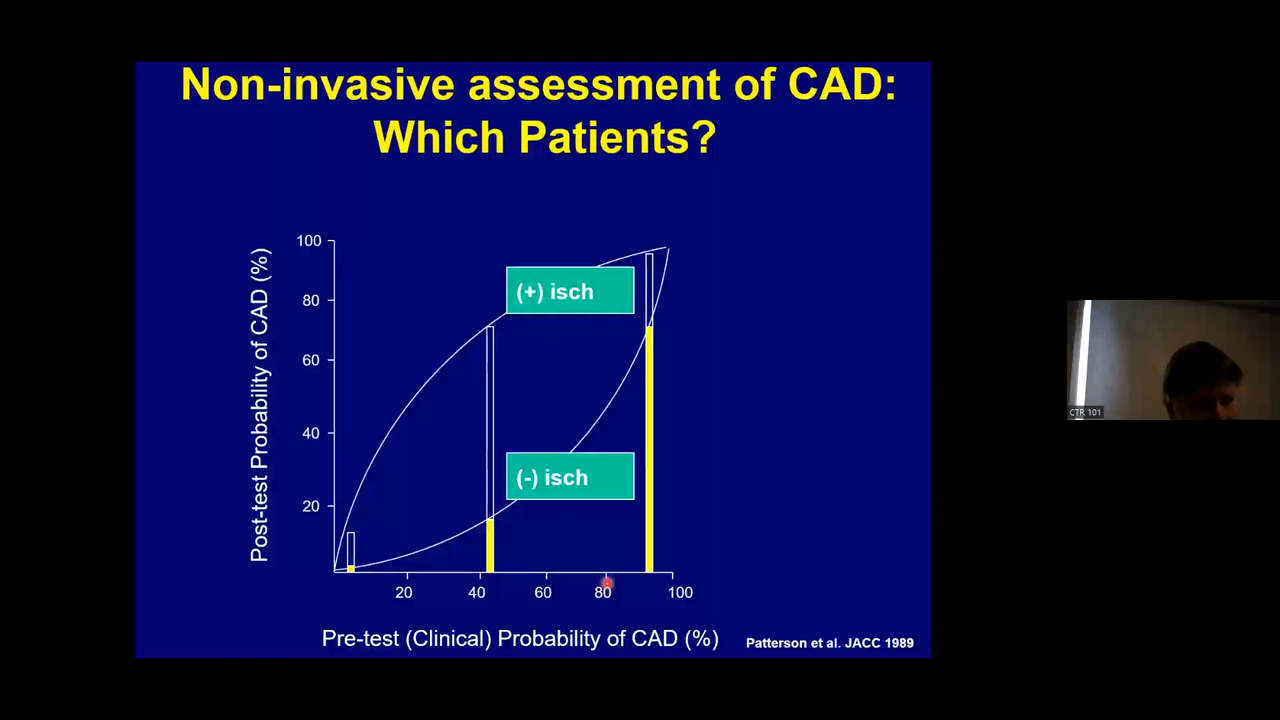 Non-invasive assessment of CAD:
Which Patients?
Post-test Probability of CAD (%)
100
80
60
40
20
(+) isch
(-) isch
20 40 60 80 100
Pre-test (Clinical) Probability of CAD (%)
Patterson et al. JACC 1989
CTR 101